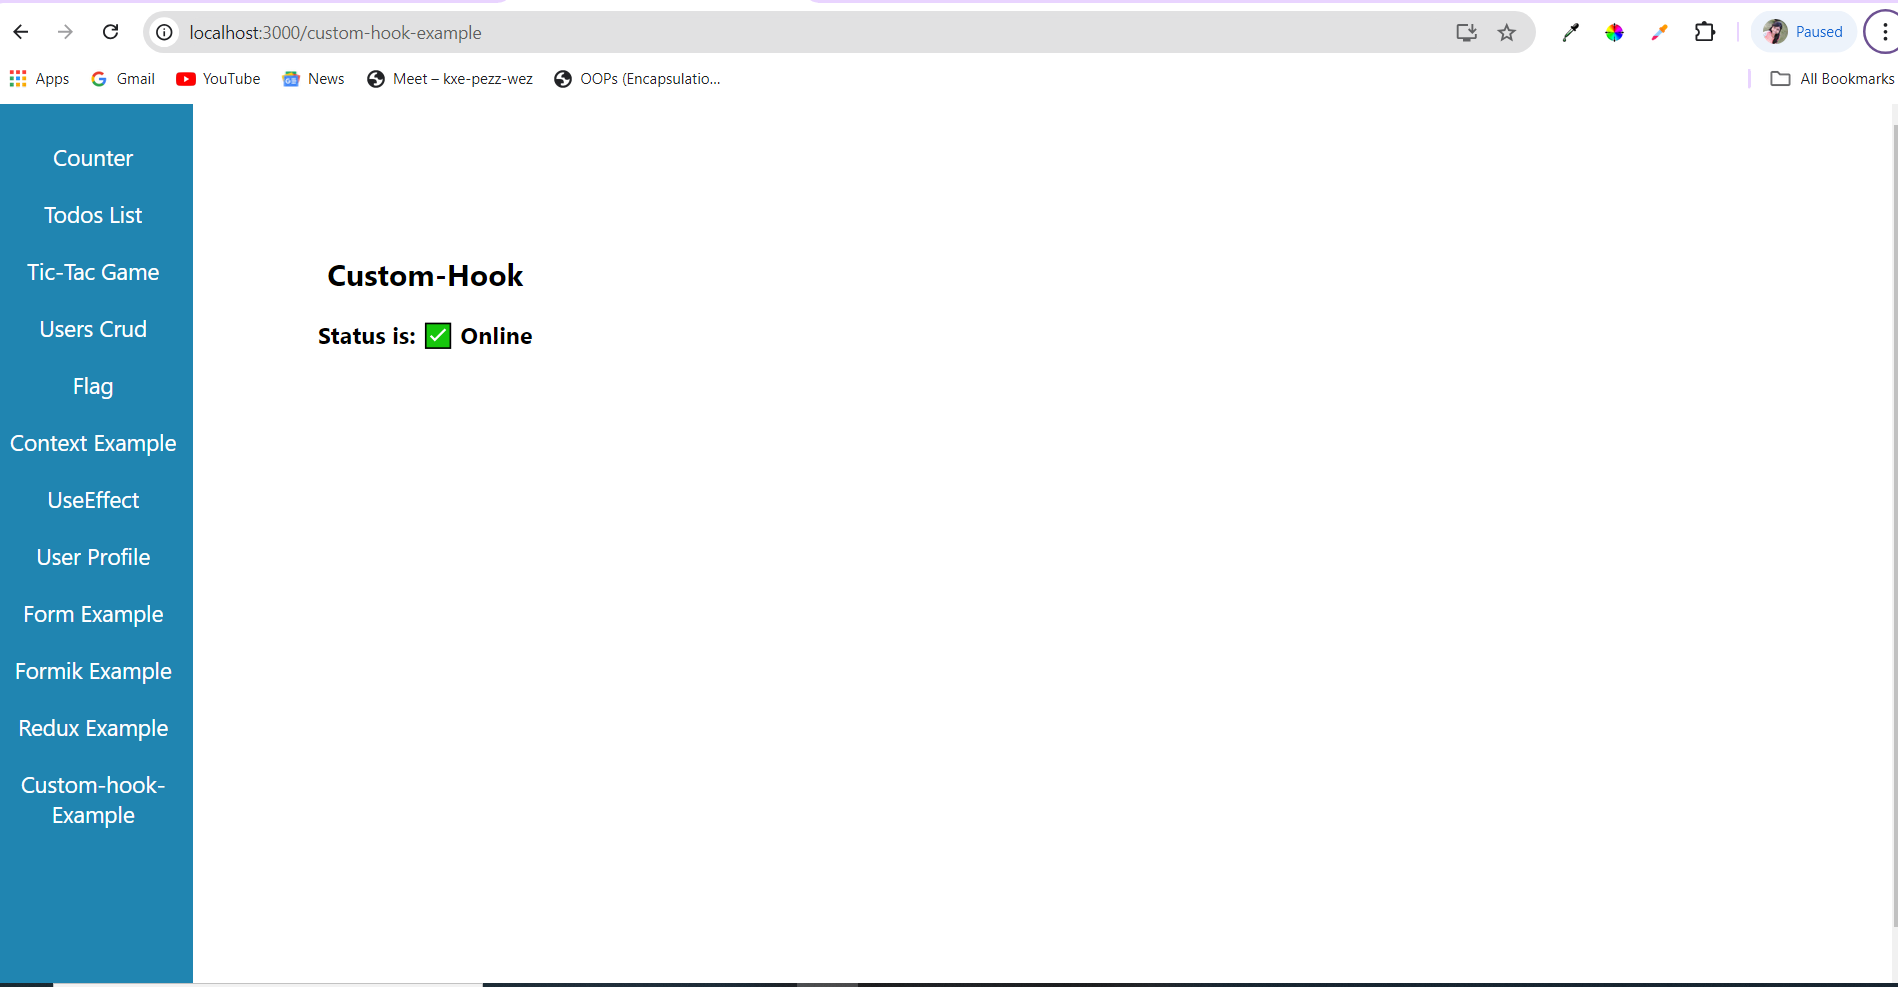 localhost:3000/custom-hook-example
Paused
Apps Gmail YouTube News Meet – kxe-pezz-wez OOPs (Encapsulatio... All Bookmarks
Counter
Todos List
Tic-Tac Game
Users Crud
Flag
Context Example
UseEffect
User Profile
Form Example
Formik Example
Redux Example
Custom-hook-
Example
Custom-Hook
Status is: ✅ Online